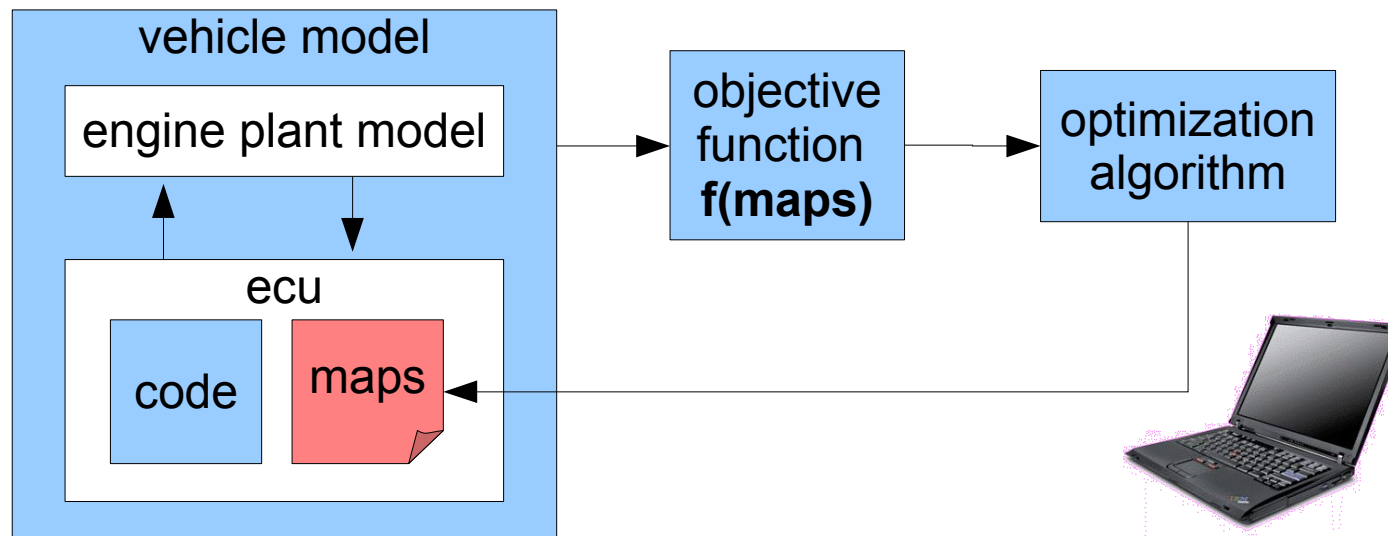 vehicle model
engine plant model
ecu
code
maps
objective
function
f(maps)
optimization
algorithm